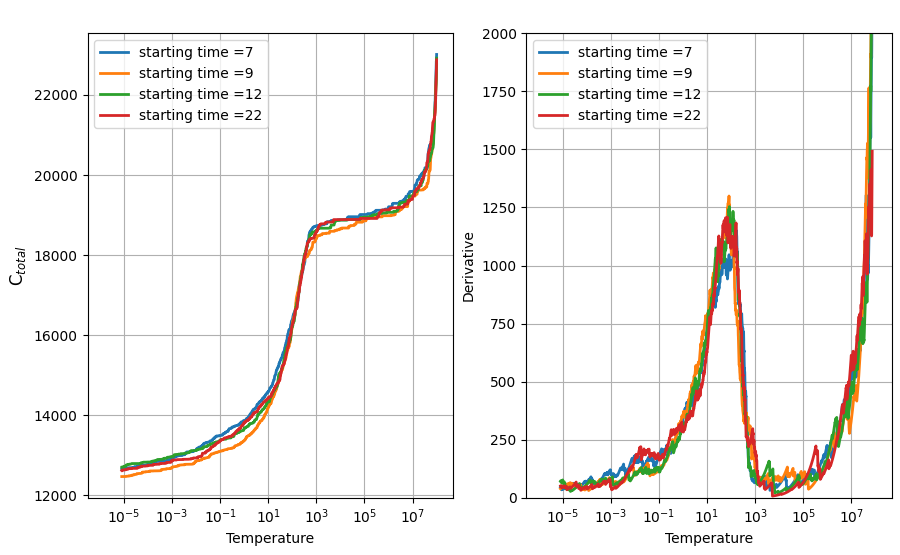 starting time =7
starting time =9
starting time =12
starting time =22
22000
20000
18000
16000
14000
12000
C_total
10^-5
10^-3
10^-1
10^1
10^3
10^5
10^7
Temperature
starting time =7
starting time =9
starting time =12
starting time =22
2000
1750
1500
1250
1000
750
500
250
0
Derivative
10^-5
10^-3
10^-1
10^1
10^3
10^5
10^7
Temperature